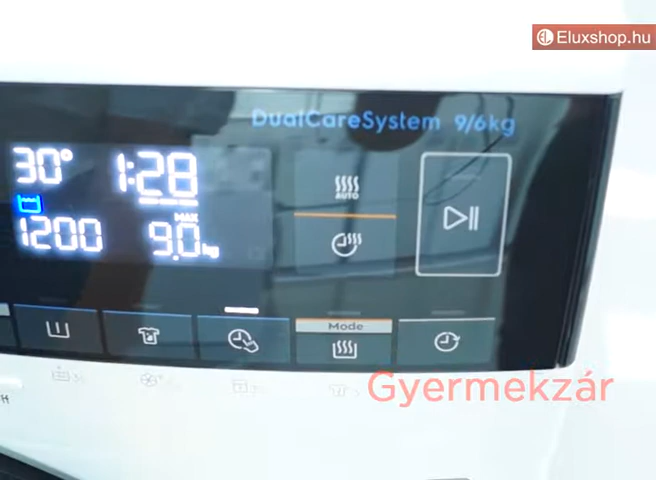 Eluxshop.hu
DualCareSystem 9/6kg
30° 1:28
AUTO
MAX
1200 9.0 kg
Mode
Gyermekzár